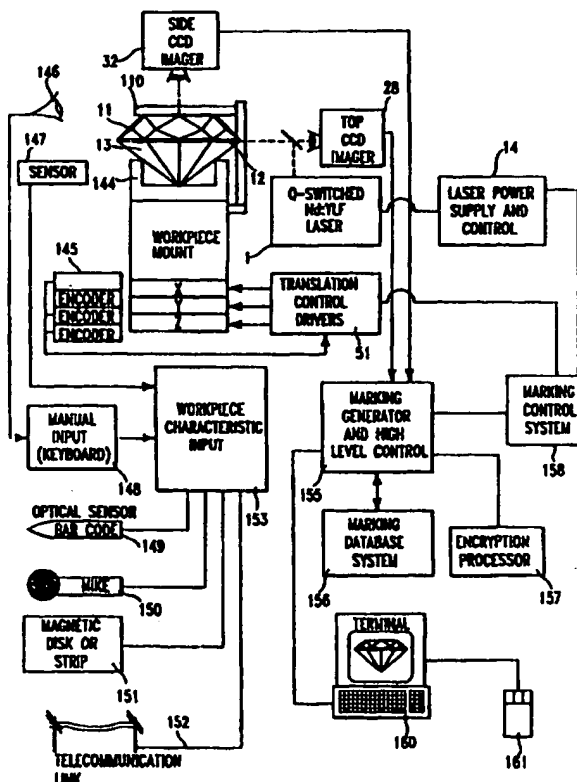 SIDE
CCD
IMAGER
32
146
110
11
13
147
SENSOR
144
12
28
TOP
CCD
IMAGER
14
Q-SWITCHED
Nd:YLF
LASER
1
LASER POWER
SUPPLY AND
CONTROL
WORKPIECE
MOUNT
145
ENCODER
ENCODER
ENCODER
X
Y
Z
TRANSLATION
CONTROL
DRIVERS
51
MANUAL
INPUT
(KEYBOARD)
148
WORKPIECE
CHARACTERISTIC
INPUT
153
MARKING
GENERATOR
AND HIGH
LEVEL CONTROL
155
MARKING
CONTROL
SYSTEM
158
OPTICAL SENSOR
BAR CODE
149
MIKE
150
MAGNETIC
DISK OR
STRIP
151
MARKING
DATABASE
SYSTEM
156
ENCRYPTION
PROCESSOR
157
TERMINAL
160
161
152
TELECOMMUNICATION
LINK